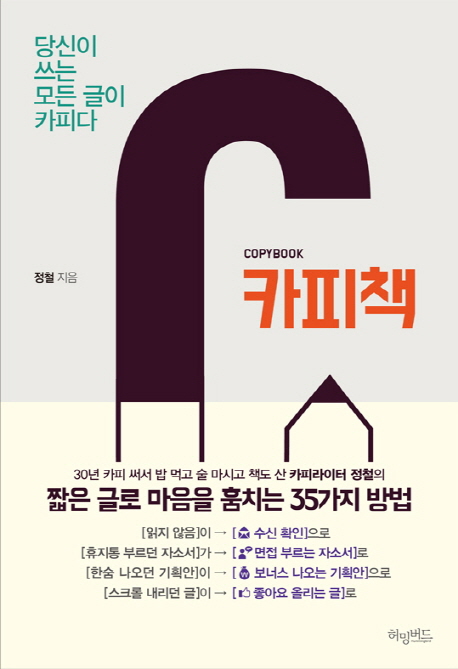 당신이
쓰는
모든 글이
카피다
COPYBOOK
카피책
정철 지음
30년 카피 써서 밥 먹고 술 마시고 책도 산 카피라이터 정철의
짧은 글로 마음을 훔치는 35가지 방법
[읽지 않음]이 → [수신 확인]으로
[휴지통 부르던 자소서]가 → [면접 부르는 자소서]로
[한숨 나오던 기획안]이 → [보너스 나오는 기획안]으로
[스크롤 내리던 글]이 → [좋아요 올리는 글]로
허밍버드